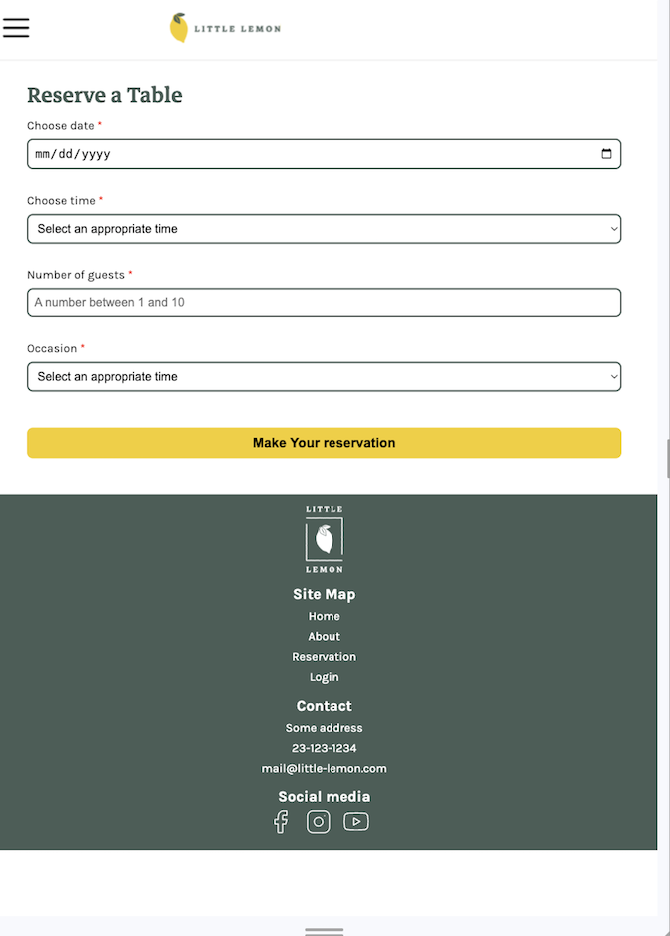 LITTLE LEMON
Reserve a Table
Choose date *
mm/dd/yyyy
Choose time *
Select an appropriate time
Number of guests *
A number between 1 and 10
Occasion *
Select an appropriate time
Make Your reservation
LITTLE
LEMON
Site Map
Home
About
Reservation
Login
Contact
Some address
23-123-1234
mail@little-lemon.com
Social media